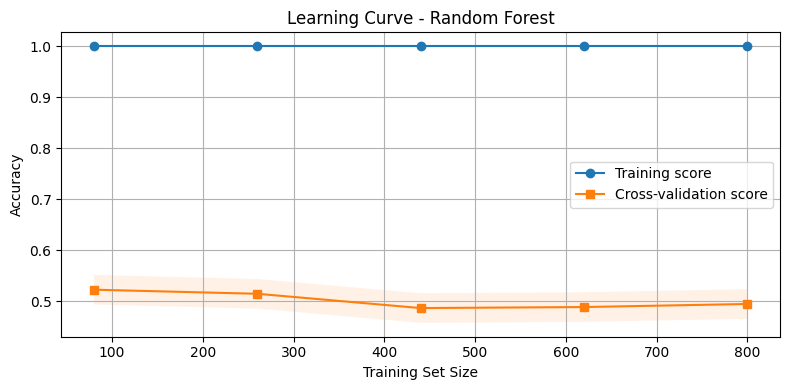 Learning Curve - Random Forest
1.0
0.9
0.8
0.7
0.6
0.5
Accuracy
Training score
Cross-validation score
100 200 300 400 500 600 700 800
Training Set Size